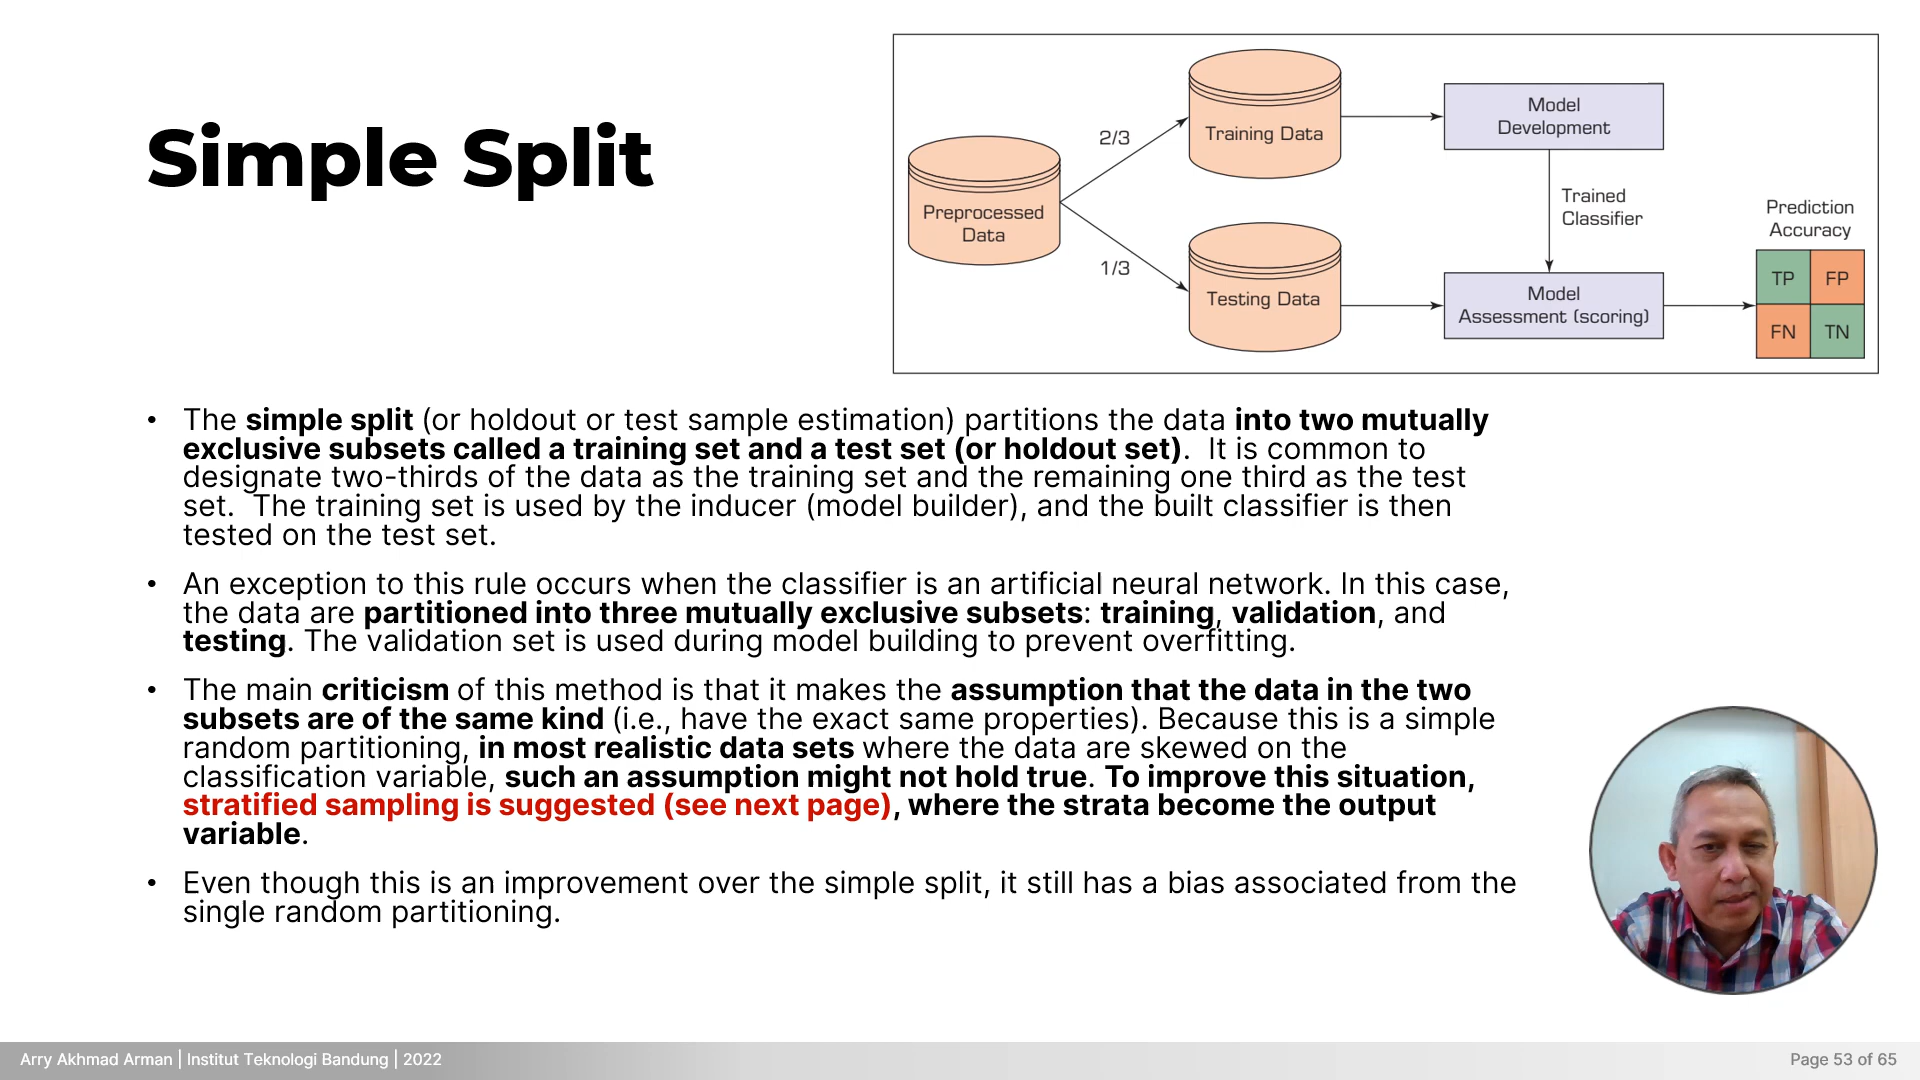 Simple Split
Preprocessed
Data
2/3
1/3
Training Data
Testing Data
Model
Development
Trained
Classifier
Model
Assessment (scoring)
Prediction
Accuracy
TP
FP
FN
TN
• The simple split (or holdout or test sample estimation) partitions the data into two mutually
exclusive subsets called a training set and a test set (or holdout set).  It is common to
designate two-thirds of the data as the training set and the remaining one third as the test
set.  The training set is used by the inducer (model builder), and the built classifier is then
tested on the test set.
• An exception to this rule occurs when the classifier is an artificial neural network. In this case,
the data are partitioned into three mutually exclusive subsets: training, validation, and
testing. The validation set is used during model building to prevent overfitting.
• The main criticism of this method is that it makes the assumption that the data in the two
subsets are of the same kind (i.e., have the exact same properties). Because this is a simple
random partitioning, in most realistic data sets where the data are skewed on the
classification variable, such an assumption might not hold true. To improve this situation,
stratified sampling is suggested (see next page), where the strata become the output
variable.
• Even though this is an improvement over the simple split, it still has a bias associated from the
single random partitioning.
Arry Akhmad Arman | Institut Teknologi Bandung | 2022
Page 53 of 65